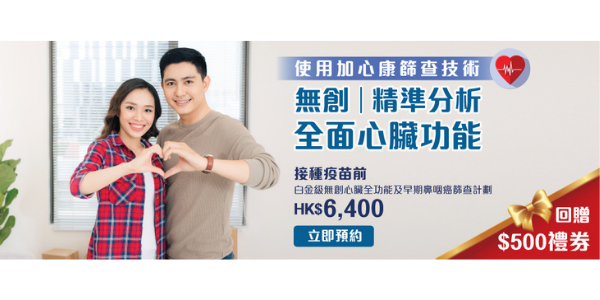 使用加心康篩查技術
無創｜精準分析
全面心臟功能
接種疫苗前
白金級無創心臟全功能及早期鼻咽癌篩查計劃
HK$6,400
立即預約
回贈
$500禮券